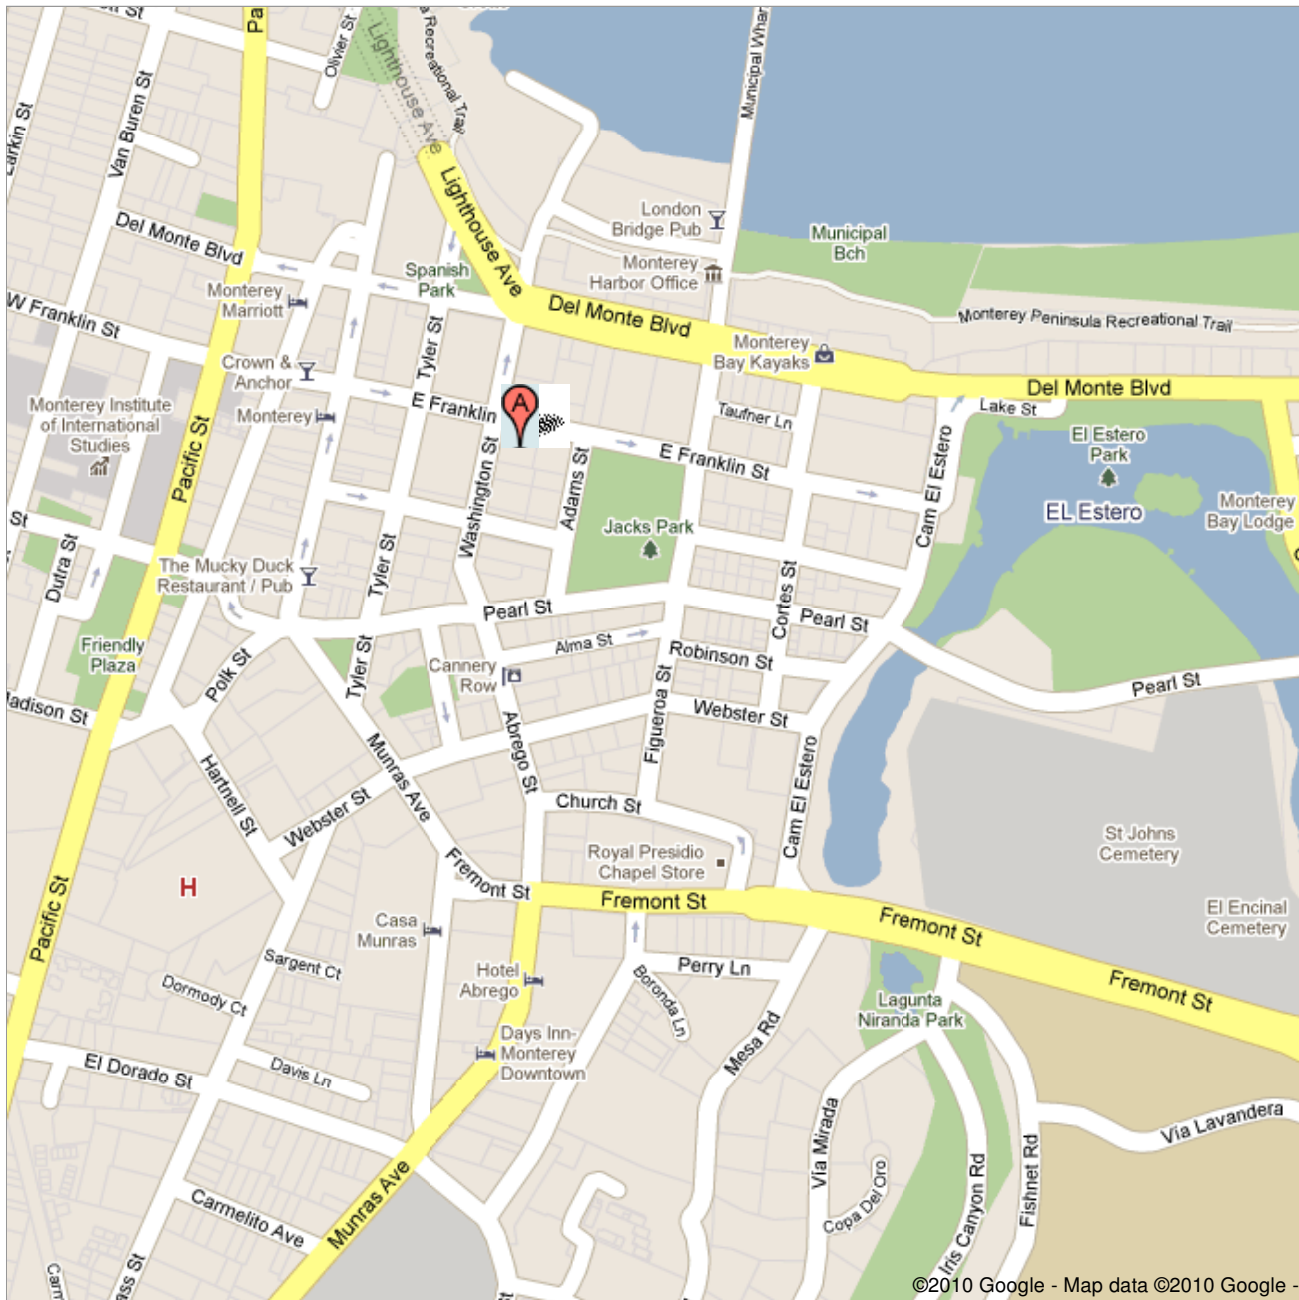 Olivier St
Lighthouse Ave
Recreational Trail
Municipal Whar
Larkin St
Van Buren St
Lighthouse Ave
London
Bridge Pub
Municipal
Bch
Del Monte Blvd
Spanish
Park
Monterey
Harbor Office
Monterey
Marriott
Del Monte Blvd
Monterey Peninsula Recreational Trail
W Franklin St
Tyler St
Monterey
Bay Kayaks
Crown &
Anchor
Del Monte Blvd
Monterey Institute
of International
Studies
Monterey
E Franklin
A
Taufner Ln
Lake St
El Estero
Park
Pacific St
E Franklin St
Washington St
Adams St
Cam El Estero
EL Estero
Monterey
Bay Lodge
St
Jacks Park
Dutra St
The Mucky Duck
Restaurant / Pub
Tyler St
Cortes St
Pearl St
Pearl St
Friendly
Plaza
Polk St
Tyler St
Alma St
Robinson St
Cannery
Row
Figueroa St
Pearl St
Madison St
Webster St
Abrego St
Munras Ave
Cam El Estero
Hartnell St
Webster St
Church St
St Johns
Cemetery
Royal Presidio
Chapel Store
Fremont St
H
Fremont St
Pacific St
Casa
Munras
Fremont St
El Encinal
Cemetery
Sargent Ct
Hotel
Abrego
Perry Ln
Boronda Ln
Fremont St
Dormody Ct
Lagunta
Niranda Park
Days Inn-
Monterey
Downtown
Mesa Rd
El Dorado St
Davis Ln
Via Mirada
Via Lavandera
Carmelito Ave
Munras Ave
Copa Del Oro
Iris Canyon Rd
Fishnet Rd
ass St
©2010 Google - Map data ©2010 Google -